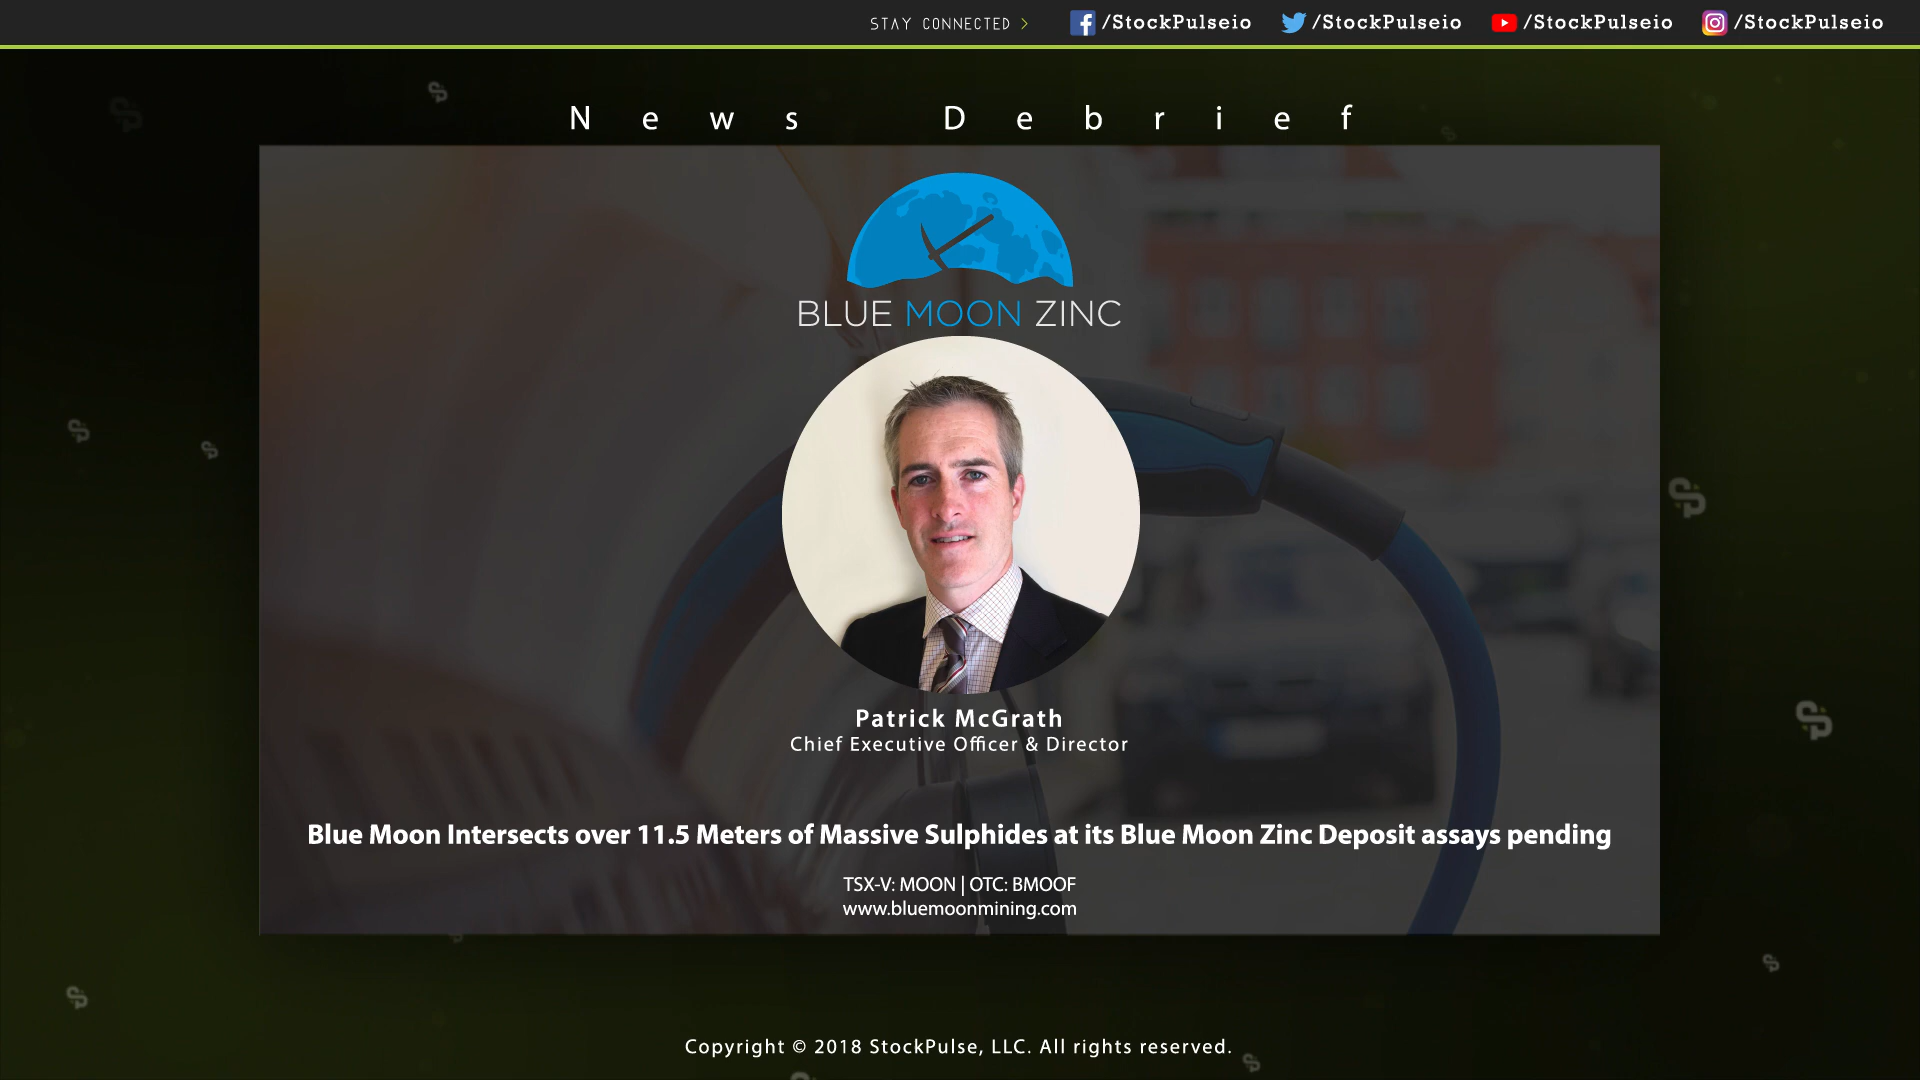 STAY CONNECTED >
/StockPulseio
/StockPulseio
/StockPulseio
/StockPulseio
News Debrief
BLUE MOON ZINC
Patrick McGrath
Chief Executive Officer & Director
Blue Moon Intersects over 11.5 Meters of Massive Sulphides at its Blue Moon Zinc Deposit assays pending
TSX-V: MOON | OTC: BMOOF
www.bluemoonmining.com
Copyright © 2018 StockPulse, LLC. All rights reserved.